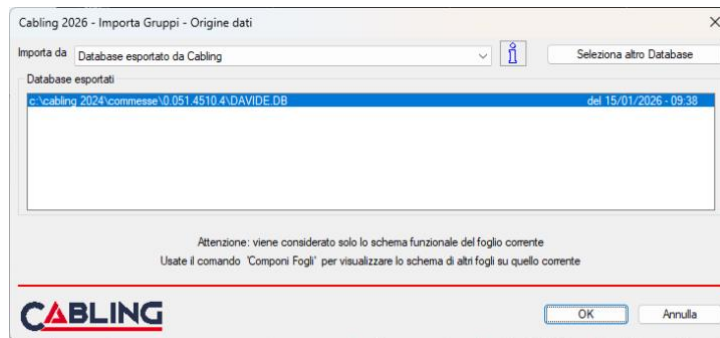 Cabling 2026 - Importa Gruppi - Origine dati
Importa da Database esportato da Cabling Seleziona altro Database
Database esportati
c:\cabling 2024\commesse\0.051.4510.4\DAVIDE.DB del 15/01/2026 - 09:38
Attenzione: viene considerato solo lo schema funzionale del foglio corrente
Usate il comando 'Componi Fogli' per visualizzare lo schema di altri fogli su quello corrente
CABLING OK Annulla